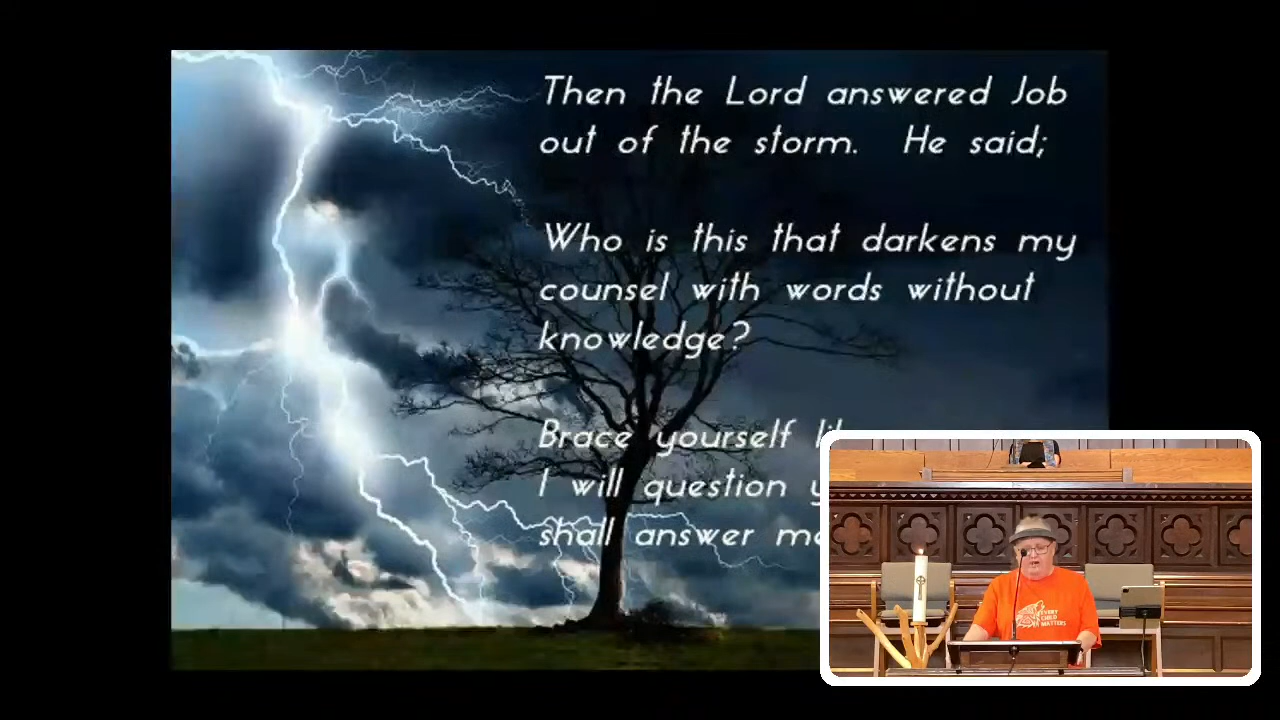 Then the Lord answered Job
out of the storm. He said;
Who is this that darkens my
counsel with words without
knowledge?
Brace yourself
I will question
shall answer
EVERY
CHILD
MATTERS